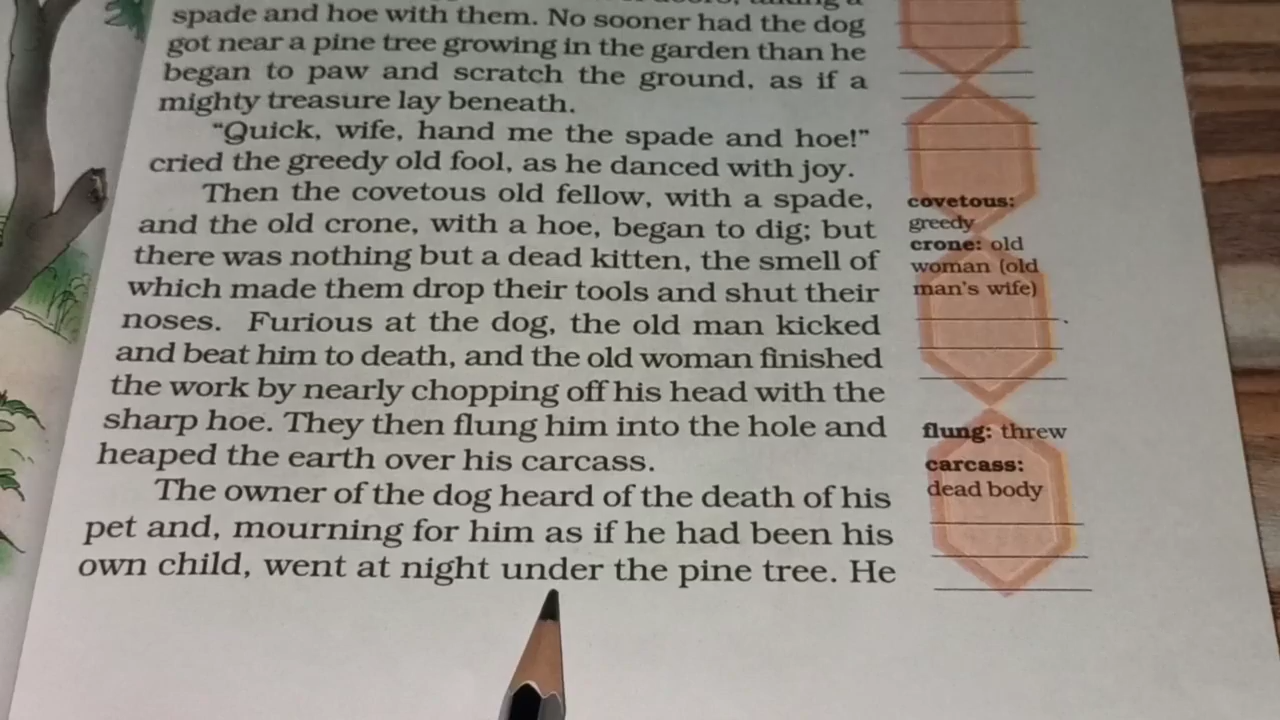 spade and hoe with them. No sooner had the dog
got near a pine tree growing in the garden than he
began to paw and scratch the ground, as if a
mighty treasure lay beneath.
“Quick, wife, hand me the spade and hoe!”
cried the greedy old fool, as he danced with joy.
Then the covetous old fellow, with a spade,
and the old crone, with a hoe, began to dig; but
there was nothing but a dead kitten, the smell of
which made them drop their tools and shut their
noses. Furious at the dog, the old man kicked
and beat him to death, and the old woman finished
the work by nearly chopping off his head with the
sharp hoe. They then flung him into the hole and
heaped the earth over his carcass.
The owner of the dog heard of the death of his
pet and, mourning for him as if he had been his
own child, went at night under the pine tree. He
covetous:
greedy
crone: old
woman (old
man's wife)
flung: threw
carcass:
dead body